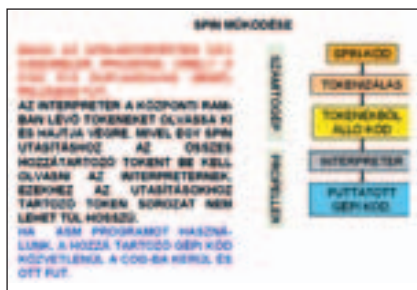 SPIN MŰKÖDÉSE
AZ INTERPRETER A KÖZPONTI RAM-
BAN LÉVŐ TOKENEKET OLVASSA KI
ÉS HAJTJA VÉGRE. MIVEL EGY SPIN
UTASÍTÁSHOZ AZ ÖSSZES
HOZZÁTARTOZÓ TOKENT BE KELL
OLVASNI AZ INTERPRETERNEK,
EZEKHEZ AZ UTASÍTÁSOKHOZ
TARTOZÓ TOKEN SOROZAT NEM
LEHET TÚL HOSSZÚ.
HA ASM PROGRAMOT HASZNÁ-
LUNK, A HOZZÁ TARTOZÓ GÉPI KÓD
KÖZVETLENÜL A COG-BA KERÜL ÉS
OTT FUT.
SZÁMÍTÓGÉP
PROPELLER
SPIN KÓD
TOKENIZÁLÁS
TOKENEKBŐL
ÁLLÓ KÓD
INTERPRETER
FUTTATOTT
GÉPI KÓD